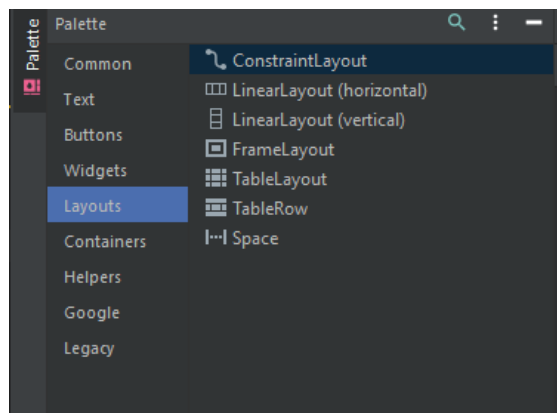 Palette
Palette
Common
Text
Buttons
Widgets
Layouts
Containers
Helpers
Google
Legacy
ConstraintLayout
LinearLayout (horizontal)
LinearLayout (vertical)
FrameLayout
TableLayout
TableRow
Space